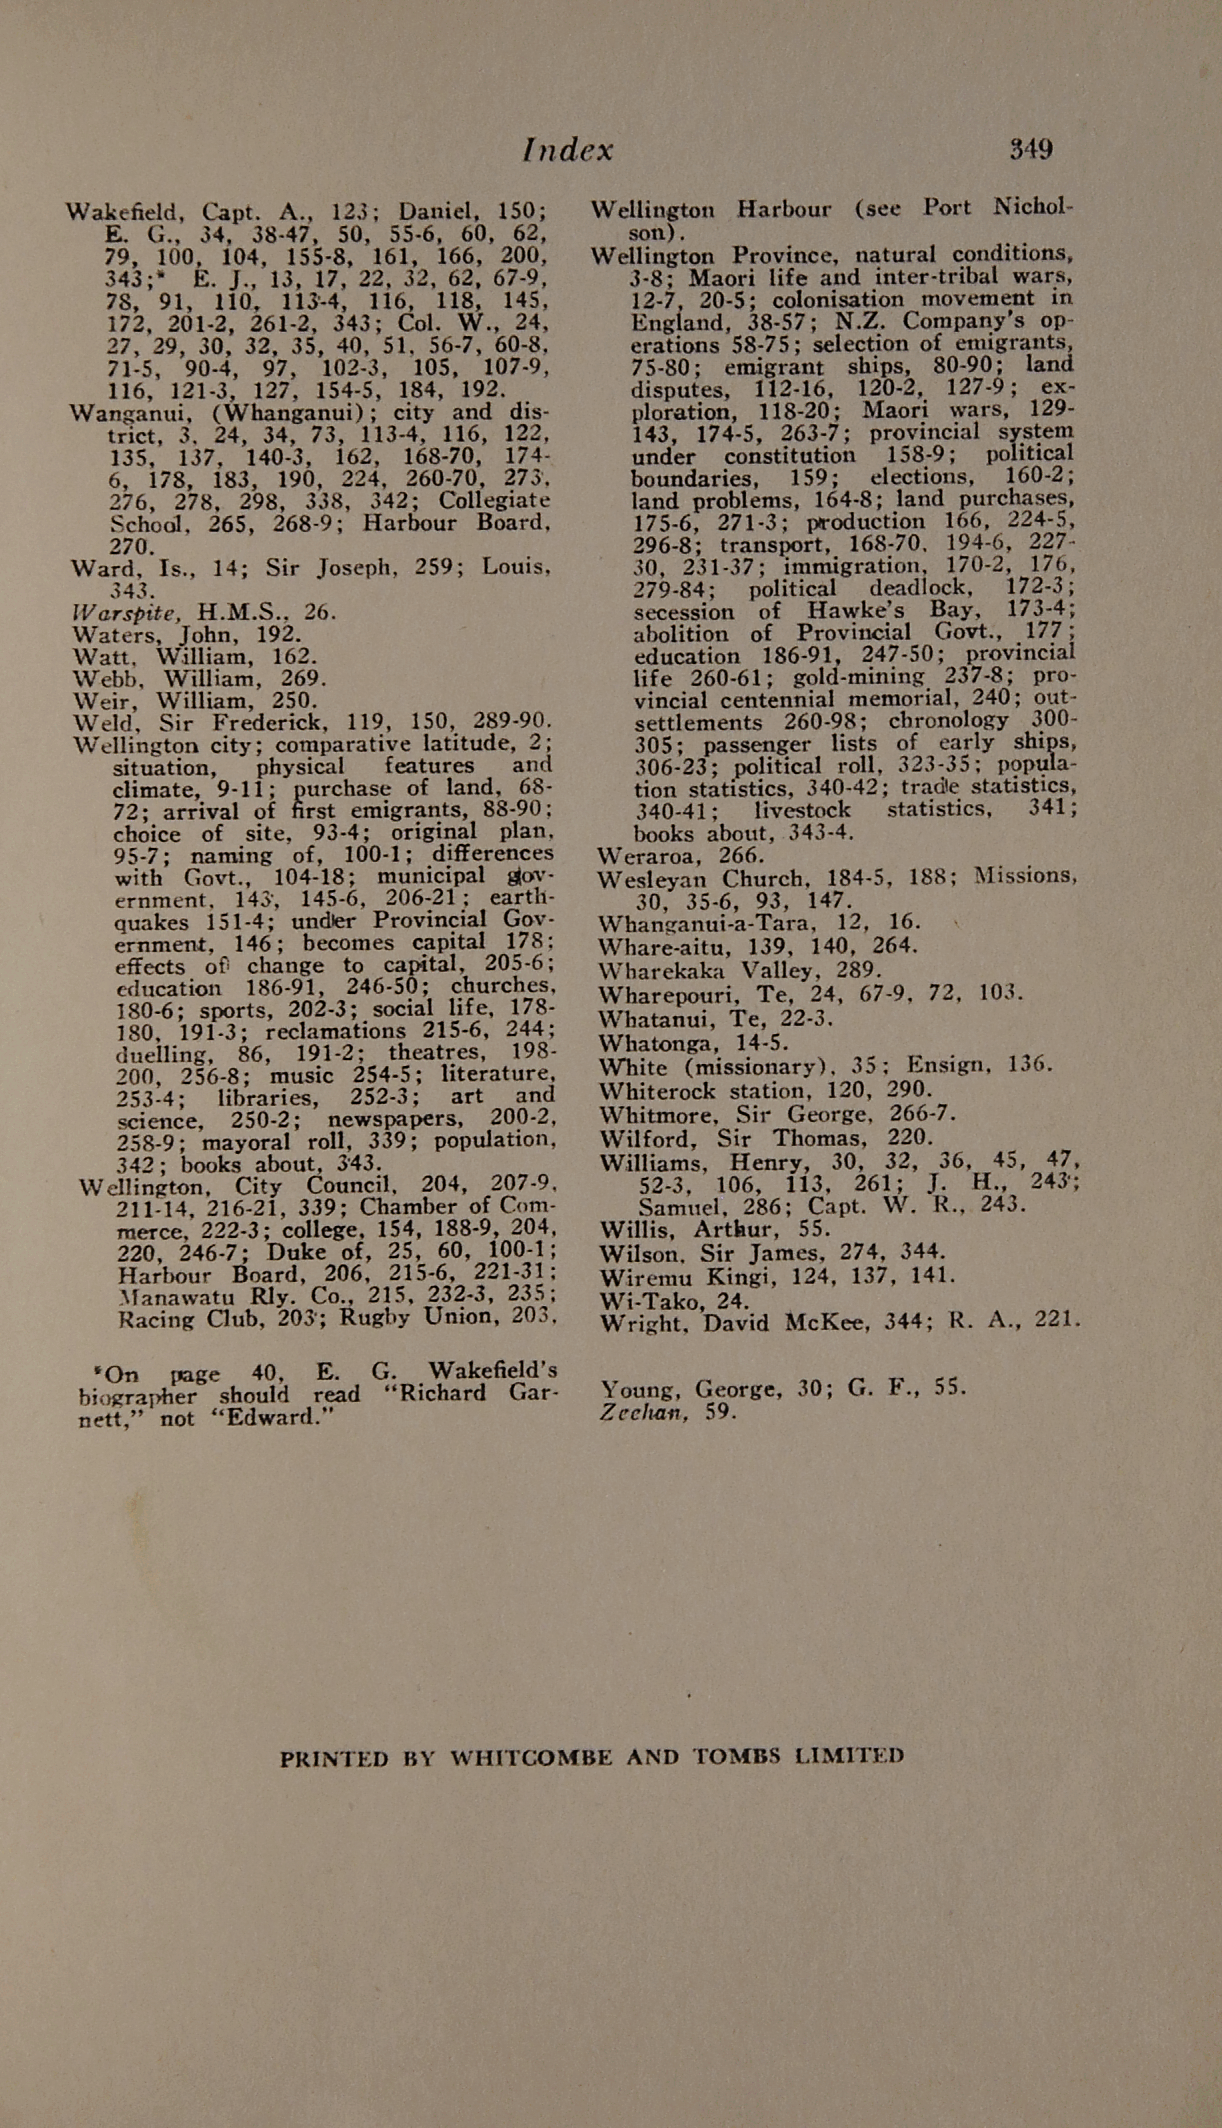 Index 349
Wakefield, Capt. A., 123; Daniel, 150;
E. G., 34, 38-47, 50, 55-6, 60, 62,
79, 100, 104, 155-8, 161, 166, 200,
343;* E. J., 13, 17, 22, 32, 62, 67-9,
78, 91, 110, 113-4, 116, 118, 145,
172, 201-2, 261-2, 343; Col. W., 24,
27, 29, 30, 32, 35, 40, 51, 56-7, 60-8,
71-5, 90-4, 97, 102-3, 105, 107-9,
116, 121-3, 127, 154-5, 184, 192.
Wanganui, (Whanganui); city and dis-
trict, 3, 24, 34, 73, 113-4, 116, 122,
135, 137, 140-3, 162, 168-70, 174-
6, 178, 183, 190, 224, 260-70, 273,
276, 278, 298, 338, 342; Collegiate
School, 265, 268-9; Harbour Board,
270.
Ward, Is., 14; Sir Joseph, 259; Louis,
343.
Warspite, H.M.S., 26.
Waters, John, 192.
Watt, William, 162.
Webb, William, 269.
Weir, William, 250.
Weld, Sir Frederick, 119, 150, 289-90.
Wellington city; comparative latitude, 2;
situation, physical features and
climate, 9-11; purchase of land, 68-
72; arrival of first emigrants, 88-90;
choice of site, 93-4; original plan,
95-7; naming of, 100-1; differences
with Govt., 104-18; municipal gov-
ernment, 143, 145-6, 206-21; earth-
quakes 151-4; under Provincial Gov-
ernment, 146; becomes capital 178;
effects of change to capital, 205-6;
education 186-91, 246-50; churches,
180-6; sports, 202-3; social life, 178-
180, 191-3; reclamations 215-6, 244;
duelling, 86, 191-2; theatres, 198-
200, 256-8; music 254-5; literature,
253-4; libraries, 252-3; art and
science, 250-2; newspapers, 200-2,
258-9; mayoral roll, 339; population,
342; books about, 343.
Wellington, City Council, 204, 207-9,
211-14, 216-21, 339; Chamber of Com-
merce, 222-3; college, 154, 188-9, 204,
220, 246-7; Duke of, 25, 60, 100-1;
Harbour Board, 206, 215-6, 221-31;
Manawatu Rly. Co., 215, 232-3, 235;
Racing Club, 203; Rugby Union, 203,
*On page 40, E. G. Wakefield's
biographer should read "Richard Gar-
nett," not "Edward."
Wellington Harbour (see Port Nichol-
son).
Wellington Province, natural conditions,
3-8; Maori life and inter-tribal wars,
12-7, 20-5; colonisation movement in
England, 38-57; N.Z. Company's op-
erations 58-75; selection of emigrants,
75-80; emigrant ships, 80-90; land
disputes, 112-16, 120-2, 127-9; ex-
ploration, 118-20; Maori wars, 129-
143, 174-5, 263-7; provincial system
under constitution 158-9; political
boundaries, 159; elections, 160-2;
land problems, 164-8; land purchases,
175-6, 271-3; production 166, 224-5,
296-8; transport, 168-70, 194-6, 227-
30, 231-37; immigration, 170-2, 176,
279-84; political deadlock, 172-3;
secession of Hawke's Bay, 173-4;
abolition of Provincial Govt., 177;
education 186-91, 247-50; provincial
life 260-61; gold-mining 237-8; pro-
vincial centennial memorial, 240; out-
settlements 260-98; chronology 300-
305; passenger lists of early ships,
306-23; political roll, 323-35; popula-
tion statistics, 340-42; trade statistics,
340-41; livestock statistics, 341;
books about, 343-4.
Weraroa, 266.
Wesleyan Church, 184-5, 188; Missions,
30, 35-6, 93, 147.
Whanganui-a-Tara, 12, 16.
Whare-aitu, 139, 140, 264.
Wharekaka Valley, 289.
Wharepouri, Te, 24, 67-9, 72, 103.
Whatanui, Te, 22-3.
Whatonga, 14-5.
White (missionary), 35; Ensign, 136.
Whiterock station, 120, 290.
Whitmore, Sir George, 266-7.
Wilford, Sir Thomas, 220.
Williams, Henry, 30, 32, 36, 45, 47,
52-3, 106, 113, 261; J. H., 243;
Samuel, 286; Capt. W. R., 243.
Willis, Arthur, 55.
Wilson, Sir James, 274, 344.
Wiremu Kingi, 124, 137, 141.
Wi-Tako, 24.
Wright, David McKee, 344; R. A., 221.
Young, George, 30; G. F., 55.
Zeehan, 59.
PRINTED BY WHITCOMBE AND TOMBS LIMITED